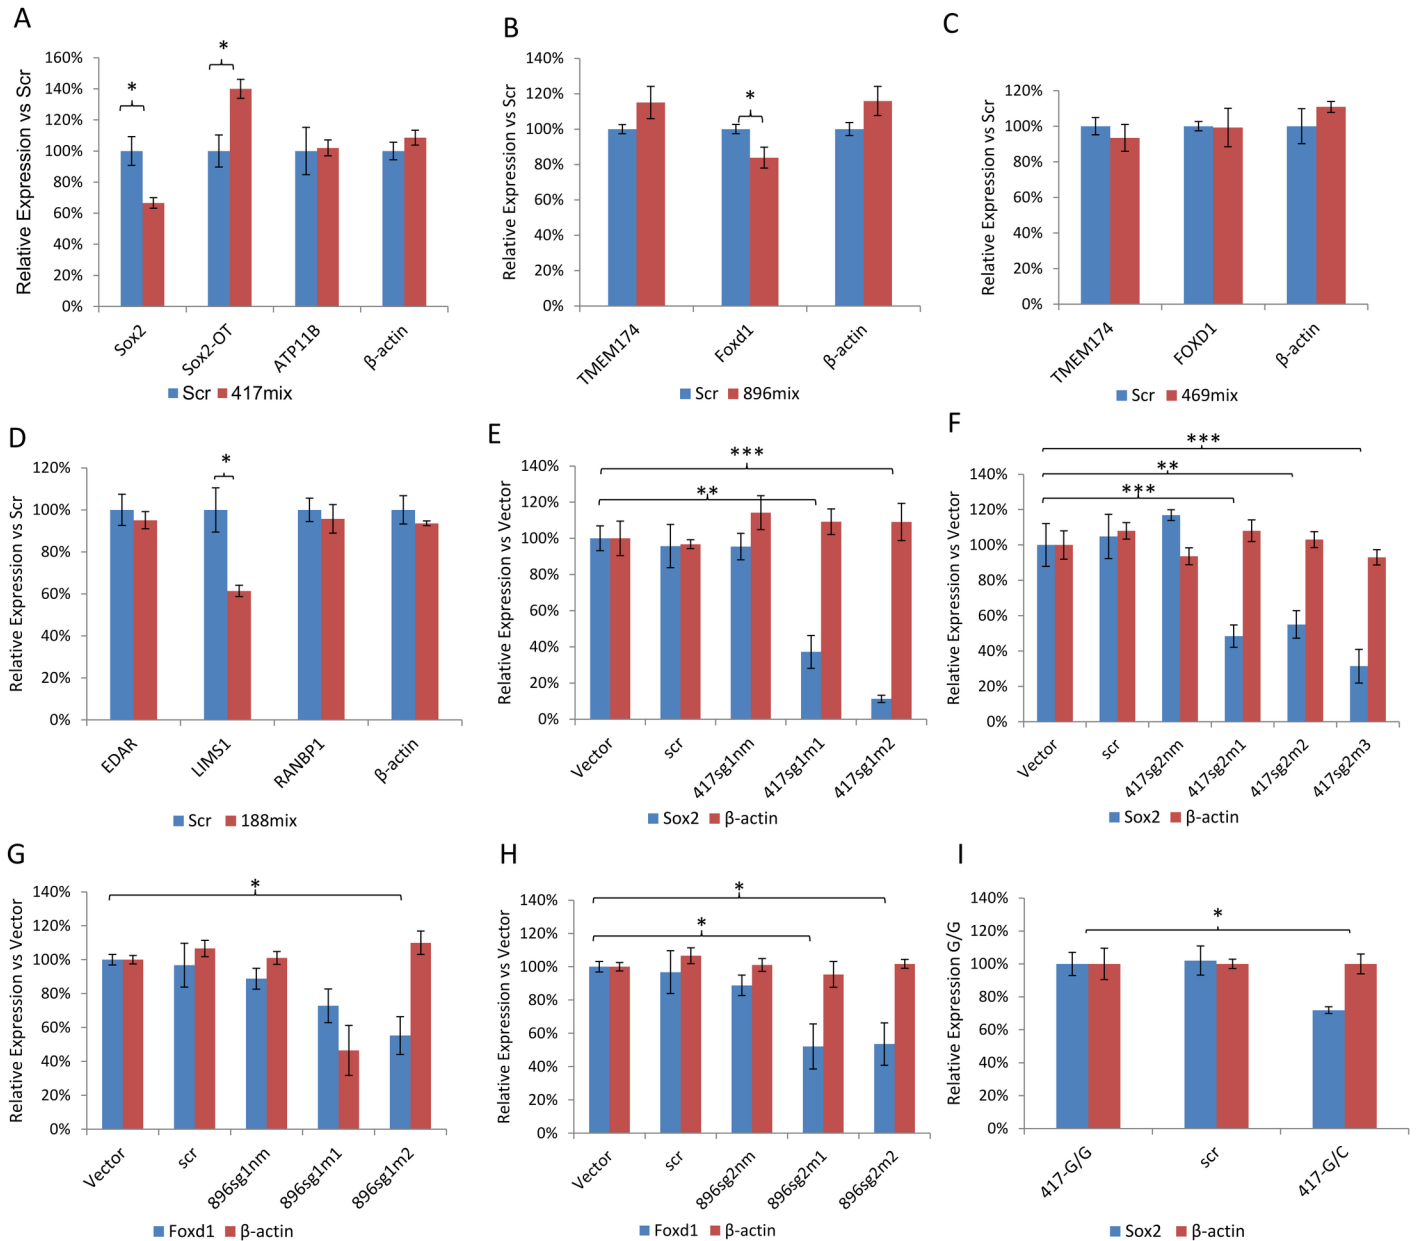 A
Relative Expression vs Scr
160%
140%
120%
100%
80%
60%
40%
20%
0%
*
*
Sox2
Sox2-OT
ATP11B
β-actin
Scr 417mix
B
Relative Expression vs Scr
140%
120%
100%
80%
60%
40%
20%
0%
*
TMEM174
Foxd1
β-actin
Scr 896mix
C
Relative Expression vs Scr
120%
100%
80%
60%
40%
20%
0%
TMEM174
FOXD1
β-actin
Scr 469mix
D
Relative Expression vs Scr
120%
100%
80%
60%
40%
20%
0%
*
EDAR
LIMS1
RANBP1
β-actin
Scr 188mix
E
Relative Expression vs Vector
140%
120%
100%
80%
60%
40%
20%
0%
***
**
Vector
scr
417sg1nm
417sg1m1
417sg1m2
Sox2 β-actin
F
Relative Expression vs Vector
140%
120%
100%
80%
60%
40%
20%
0%
***
**
***
Vector
scr
417sg2nm
417sg2m1
417sg2m2
417sg2m3
Sox2 β-actin
G
Relative Expression vs Vector
140%
120%
100%
80%
60%
40%
20%
0%
*
Vector
scr
896sg1nm
896sg1m1
896sg1m2
Foxd1 β-actin
H
Relative Expression vs Vector
140%
120%
100%
80%
60%
40%
20%
0%
*
*
Vector
scr
896sg2nm
896sg2m1
896sg2m2
Foxd1 β-actin
I
Relative Expression G/G
140%
120%
100%
80%
60%
40%
20%
0%
*
417-G/G
scr
417-G/C
Sox2 β-actin